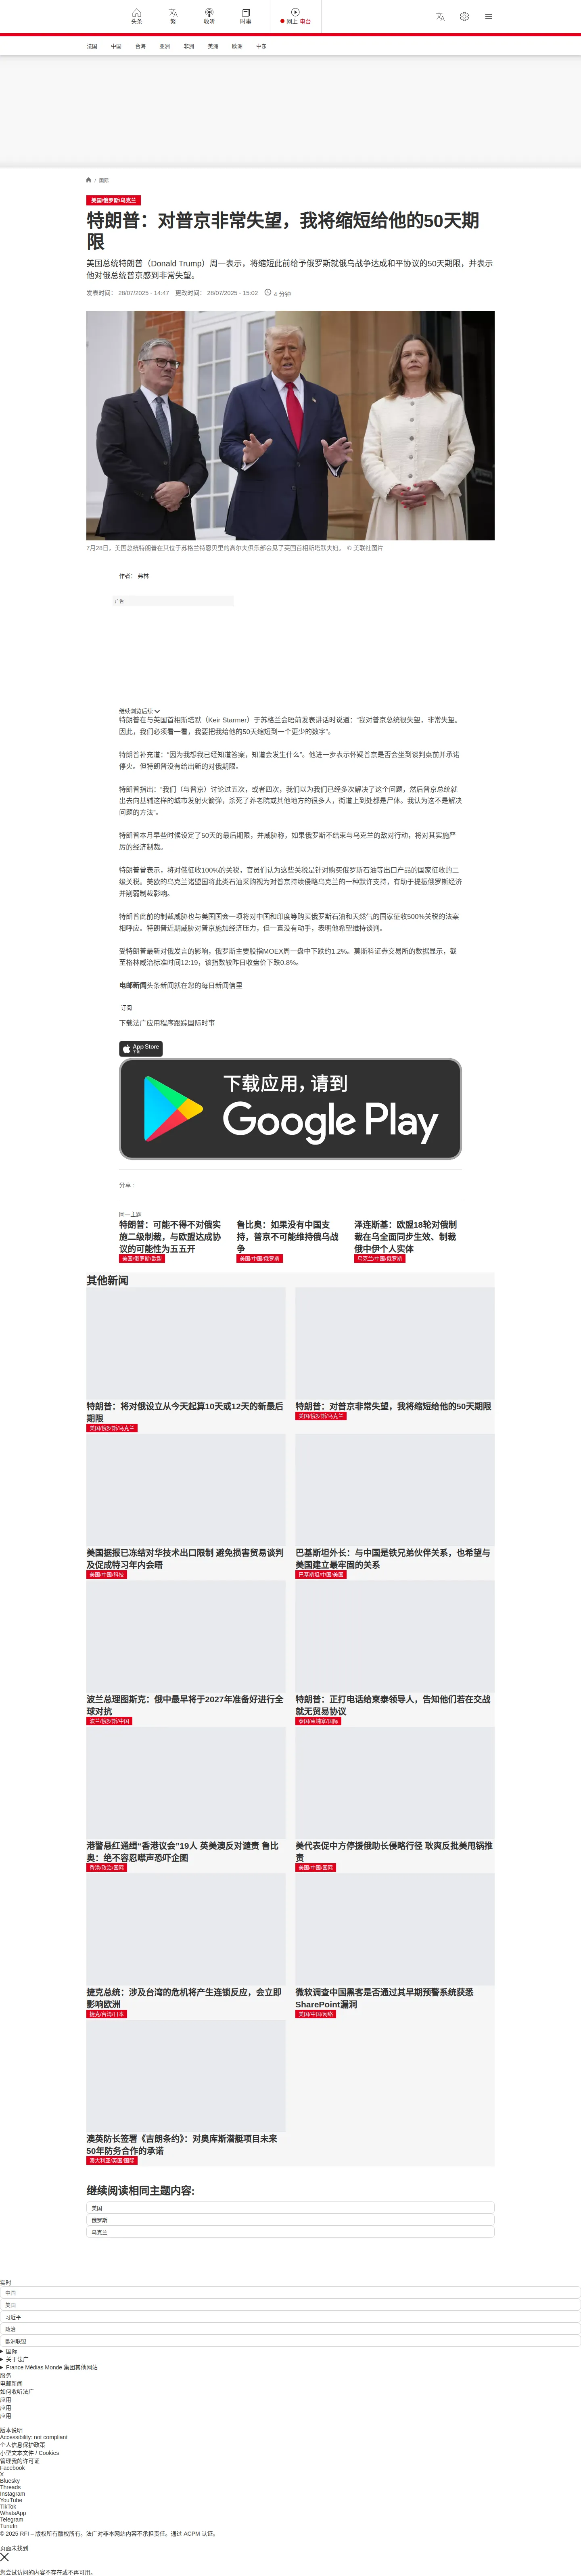 头条
繁
收听
时事
网上 电台
法国
中国
台海
亚洲
非洲
美洲
欧洲
中东
/ 国际
美国/俄罗斯/乌克兰
特朗普：对普京非常失望，我将缩短给他的50天期
限
美国总统特朗普（Donald Trump）周一表示，将缩短此前给予俄罗斯就俄乌战争达成和平协议的50天期限，并表示
他对俄总统普京感到非常失望。
发表时间： 28/07/2025 - 14:47 更改时间： 28/07/2025 - 15:02 4 分钟
7月28日，美国总统特朗普在其位于苏格兰特恩贝里的高尔夫俱乐部会见了英国首相斯塔默夫妇。 © 美联社图片
作者： 弗林
广告
继续浏览后续
特朗普在与英国首相斯塔默（Keir Starmer）于苏格兰会晤前发表讲话时说道：“我对普京总统很失望，非常失望。
因此，我们必须看一看，我要把我给他的50天缩短到一个更少的数字”。
特朗普补充道：“因为我想我已经知道答案，知道会发生什么”。他进一步表示怀疑普京是否会坐到谈判桌前并承诺
停火。但特朗普没有给出新的对俄期限。
特朗普指出：“我们（与普京）讨论过五次，或者四次，我们以为我们已经多次解决了这个问题，然后普京总统就
出去向基辅这样的城市发射火箭弹，杀死了养老院或其他地方的很多人，街道上到处都是尸体。我认为这不是解决
问题的方法”。
特朗普本月早些时候设定了50天的最后期限，并威胁称，如果俄罗斯不结束与乌克兰的敌对行动，将对其实施严
厉的经济制裁。
特朗普曾表示，将对俄征收100%的关税，官员们认为这些关税是针对购买俄罗斯石油等出口产品的国家征收的二
级关税。美欧的乌克兰诸盟国将此类石油采购视为对普京持续侵略乌克兰的一种默许支持，有助于提振俄罗斯经济
并削弱制裁影响。
特朗普此前的制裁威胁也与美国国会一项将对中国和印度等购买俄罗斯石油和天然气的国家征收500%关税的法案
相呼应。特朗普近期威胁对普京施加经济压力，但一直没有动手，表明他希望维持谈判。
受特朗普最新对俄发言的影响，俄罗斯主要股指MOEX周一盘中下跌约1.2%。莫斯科证券交易所的数据显示，截
至格林威治标准时间12:19，该指数较昨日收盘价下跌0.8%。
电邮新闻头条新闻就在您的每日新闻信里
订阅
下载法广应用程序跟踪国际时事
App Store
下载
下载应用，请到
Google Play
分享 :
同一主题
特朗普：可能不得不对俄实
施二级制裁，与欧盟达成协
议的可能性为五五开
美国/俄罗斯/欧盟
鲁比奥：如果没有中国支
持，普京不可能维持俄乌战
争
美国/中国/俄罗斯
泽连斯基：欧盟18轮对俄制
裁在乌全面同步生效、制裁
俄中伊个人实体
乌克兰/中国/俄罗斯
其他新闻
特朗普：将对俄设立从今天起算10天或12天的新最后
期限
美国/俄罗斯/乌克兰
特朗普：对普京非常失望，我将缩短给他的50天期限
美国/俄罗斯/乌克兰
美国据报已冻结对华技术出口限制 避免损害贸易谈判
及促成特习年内会晤
美国/中国/科技
巴基斯坦外长：与中国是铁兄弟伙伴关系，也希望与
美国建立最牢固的关系
巴基斯坦/中国/美国
波兰总理图斯克：俄中最早将于2027年准备好进行全
球对抗
波兰/俄罗斯/中国
特朗普：正打电话给柬泰领导人，告知他们若在交战
就无贸易协议
泰国/柬埔寨/国际
港警悬红通缉“香港议会”19人 英美澳反对谴责 鲁比
奥：绝不容忍噤声恐吓企图
香港/政治/国际
美代表促中方停援俄助长侵略行径 耿爽反批美甩锅推
责
美国/中国/国际
捷克总统：涉及台湾的危机将产生连锁反应，会立即
影响欧洲
捷克/台湾/日本
微软调查中国黑客是否通过其早期预警系统获悉
SharePoint漏洞
美国/中国/网络
澳英防长签署《吉朗条约》：对奥库斯潜艇项目未来
50年防务合作的承诺
澳大利亚/英国/国际
继续阅读相同主题内容:
美国
俄罗斯
乌克兰
实时
中国
美国
习近平
政治
欧洲联盟
国际
关于法广
France Médias Monde 集团其他网站
服务
电邮新闻
如何收听法广
应用
应用
应用
版本说明
Accessibility: not compliant
个人信息保护政策
小型文本文件 / Cookies
管理我的许可证
Facebook
X
Bluesky
Threads
Instagram
YouTube
TikTok
WhatsApp
Telegram
TuneIn
© 2025 RFI – 版权所有版权所有。法广对非本网站内容不承担责任。通过 ACPM 认证。
页面未找到
您尝试访问的内容不存在或不再可用。